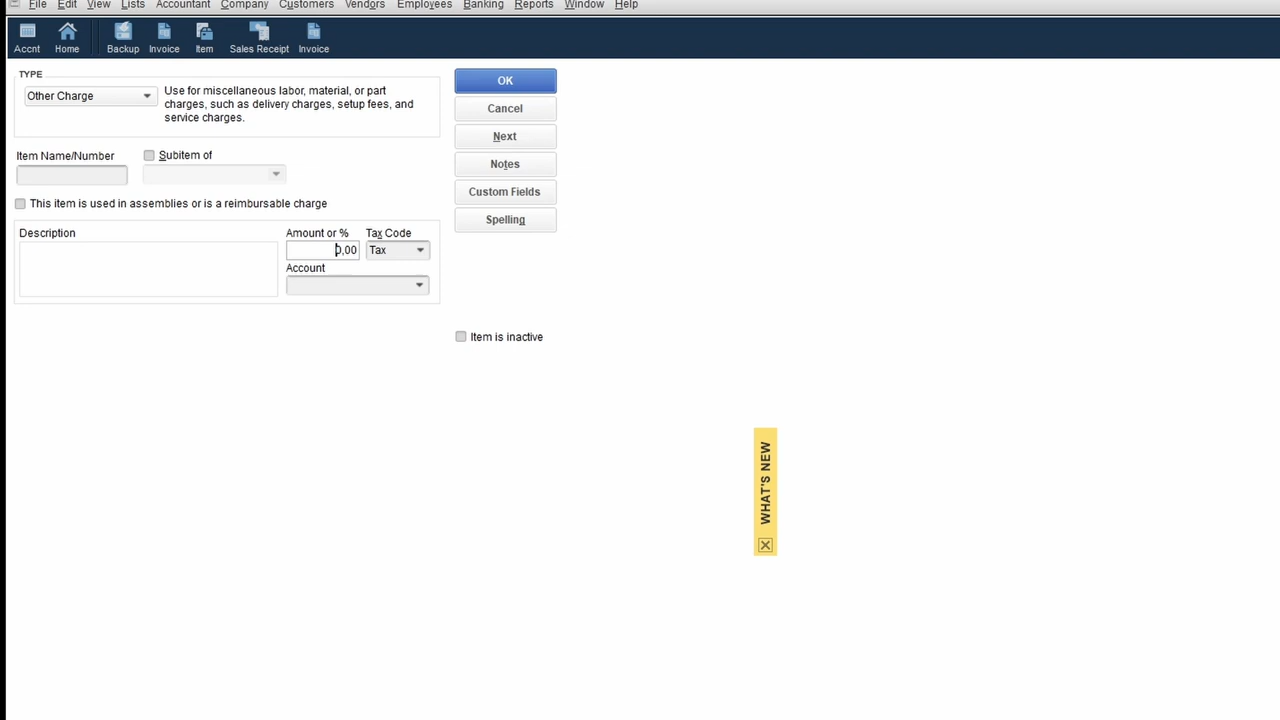 File Edit View Lists Accountant Company Customers Vendors Employees Banking Reports Window Help
Accnt Home Backup Invoice Item Sales Receipt Invoice
TYPE
Other Charge
Use for miscellaneous labor, material, or part
charges, such as delivery charges, setup fees, and
service charges.
OK
Cancel
Next
Notes
Custom Fields
Spelling
Item Name/Number
Subitem of
This item is used in assemblies or is a reimbursable charge
Description
Amount or %
Tax Code
0,00
Tax
Account
Item is inactive
WHAT'S NEW